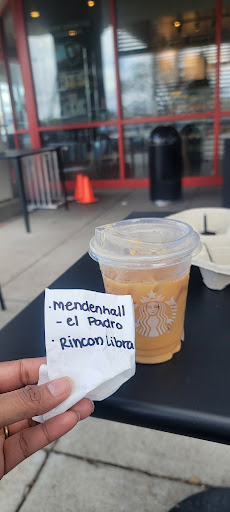 · Mendenhall
- el Padro
· Rincon Libra